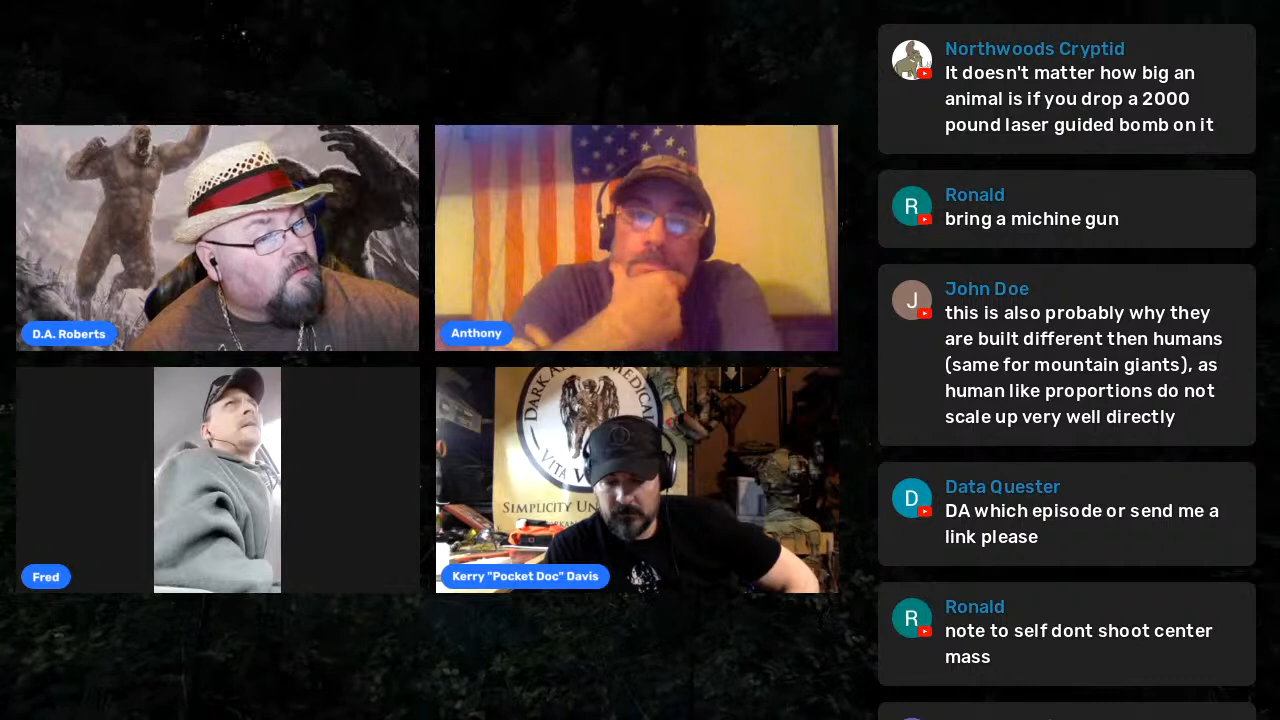 Northwoods Cryptid
It doesn't matter how big an
animal is if you drop a 2000
pound laser guided bomb on it
R
Ronald
bring a michine gun
J
John Doe
this is also probably why they
are built different then humans
(same for mountain giants), as
human like proportions do not
scale up very well directly
D
Data Quester
DA which episode or send me a
link please
R
Ronald
note to self dont shoot center
mass
D.A. Roberts
Anthony
Fred
MEDICAL
VITA
SIMPLICITY
Kerry "Pocket Doc" Davis